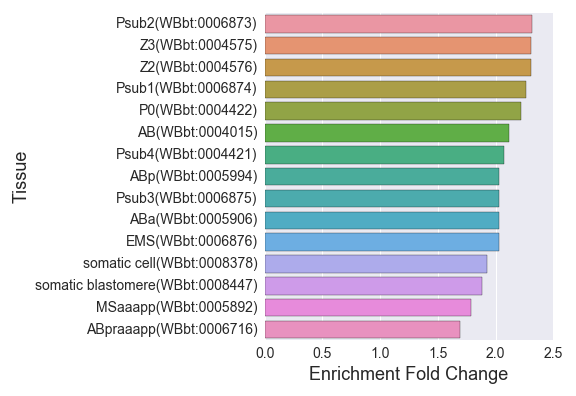 Psub2(WBbt:0006873)
Z3(WBbt:0004575)
Z2(WBbt:0004576)
Psub1(WBbt:0006874)
P0(WBbt:0004422)
AB(WBbt:0004015)
Psub4(WBbt:0004421)
ABp(WBbt:0005994)
Psub3(WBbt:0006875)
ABa(WBbt:0005906)
EMS(WBbt:0006876)
somatic cell(WBbt:0008378)
somatic blastomere(WBbt:0008447)
MSaaapp(WBbt:0005892)
ABpraaapp(WBbt:0006716)
Tissue
0.0 0.5 1.0 1.5 2.0 2.5
Enrichment Fold Change